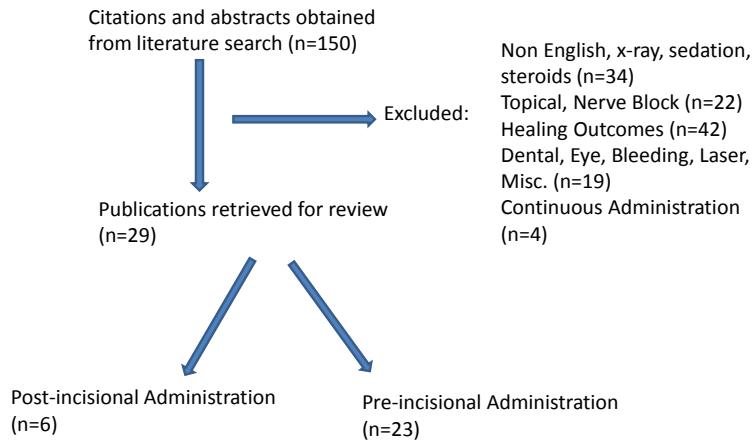 Citations and abstracts obtained
from literature search (n=150)
Excluded:
Non English, x-ray, sedation,
steroids (n=34)
Topical, Nerve Block (n=22)
Healing Outcomes (n=42)
Dental, Eye, Bleeding, Laser,
Misc. (n=19)
Continuous Administration
(n=4)
Publications retrieved for review
(n=29)
Post-incisional Administration
(n=6)
Pre-incisional Administration
(n=23)